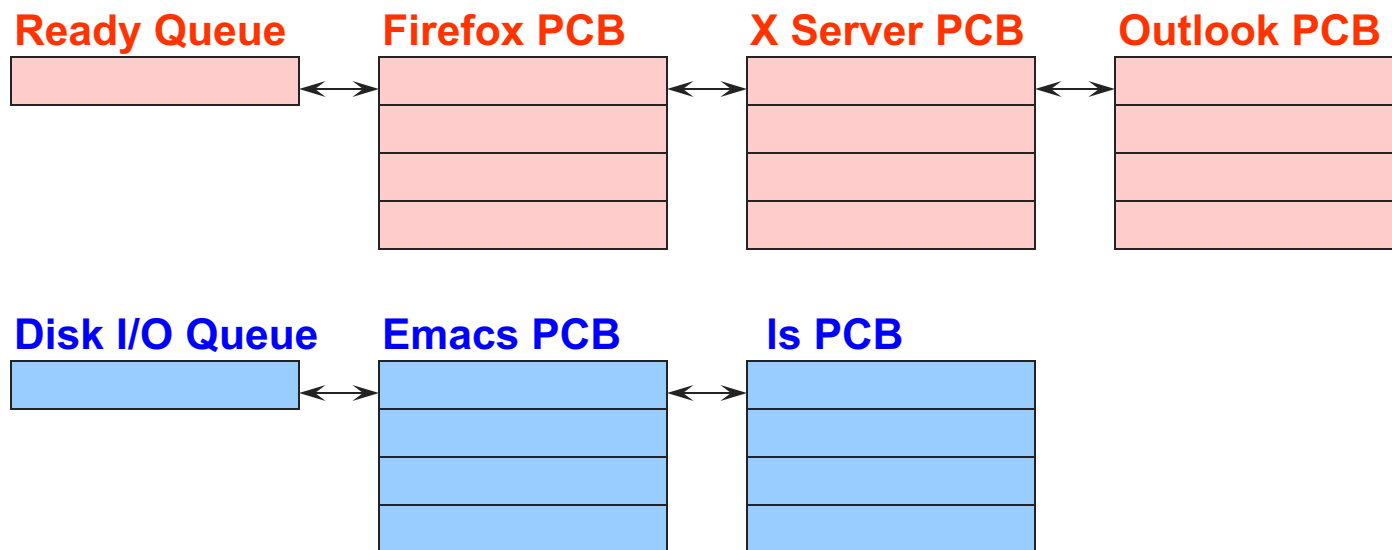 Ready Queue Firefox PCB X Server PCB Outlook PCB
Disk I/O Queue Emacs PCB ls PCB